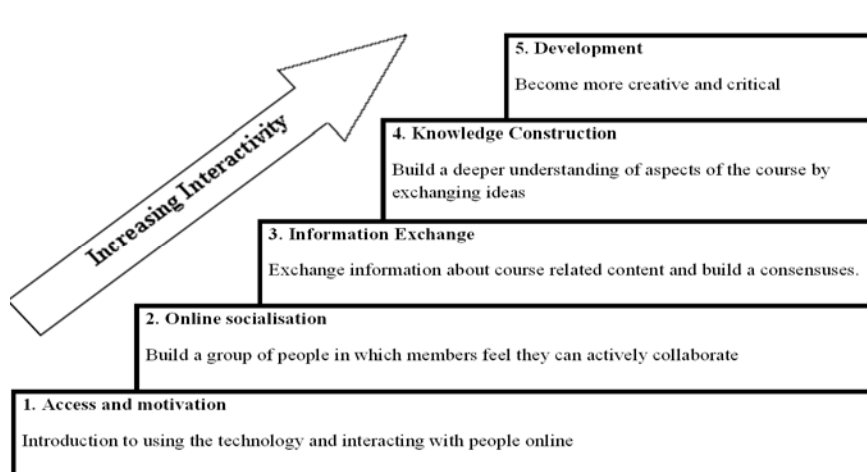 5. Development
Become more creative and critical
4. Knowledge Construction
Build a deeper understanding of aspects of the course by
exchanging ideas
Increasing Interactivity
3. Information Exchange
Exchange information about course related content and build a consensuses.
2. Online socialisation
Build a group of people in which members feel they can actively collaborate
1. Access and motivation
Introduction to using the technology and interacting with people online